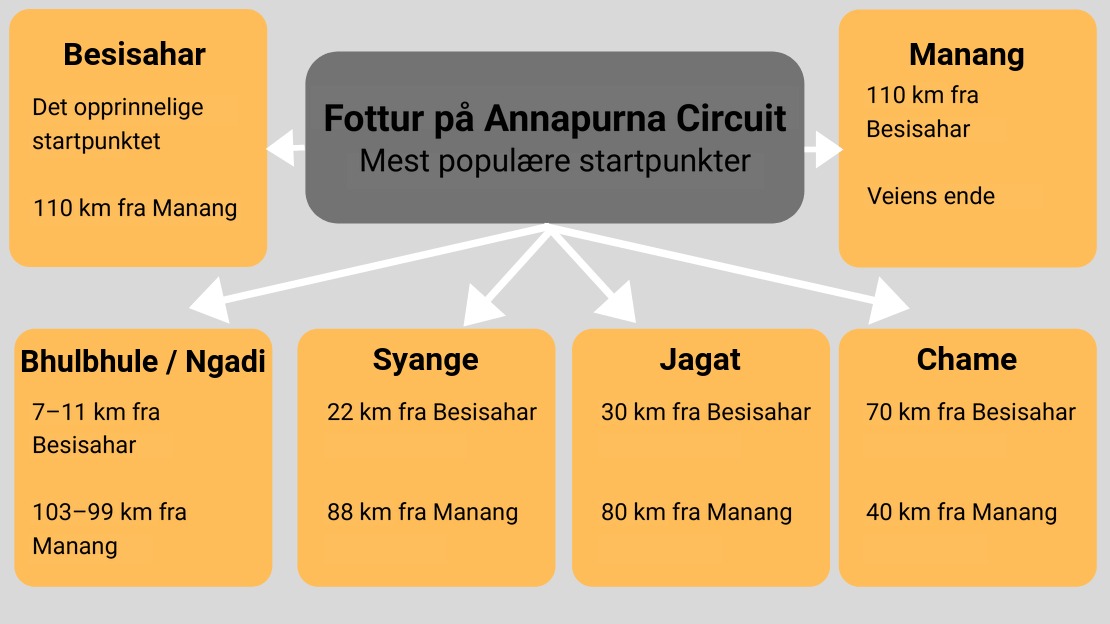 Fottur på Annapurna Circuit
Mest populære startpunkter
Besisahar
Det opprinnelige
startpunktet
110 km fra Manang
Manang
110 km fra
Besisahar
Veiens ende
Bhulbhule / Ngadi
7–11 km fra
Besisahar
103–99 km fra
Manang
Syange
22 km fra Besisahar
88 km fra Manang
Jagat
30 km fra Besisahar
80 km fra Manang
Chame
70 km fra Besisahar
40 km fra Manang